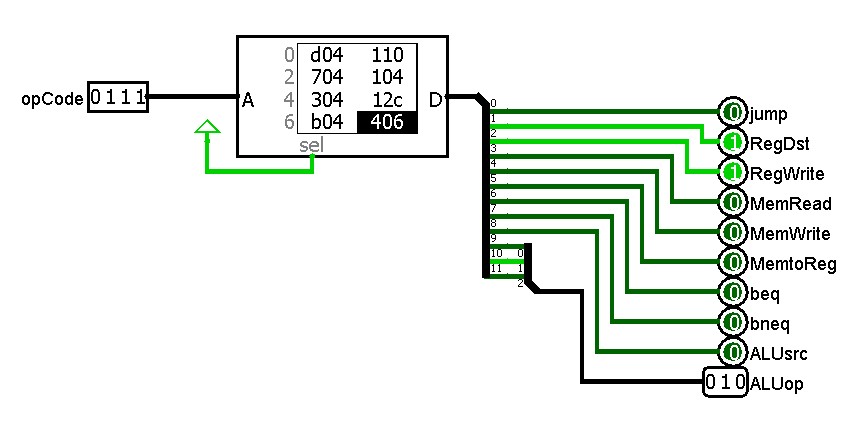 0 d04 110
2 704 104
opCode 0111 A 4 304 12c D
6 b04 406
sel
0
0 jump
1
1 RegDst
2
1 RegWrite
3
0 MemRead
4
0 MemWrite
5
0 MemtoReg
6
0 beq
7
0 bneq
8
0 ALUsrc
9
10 0
11 1
2
010 ALUop